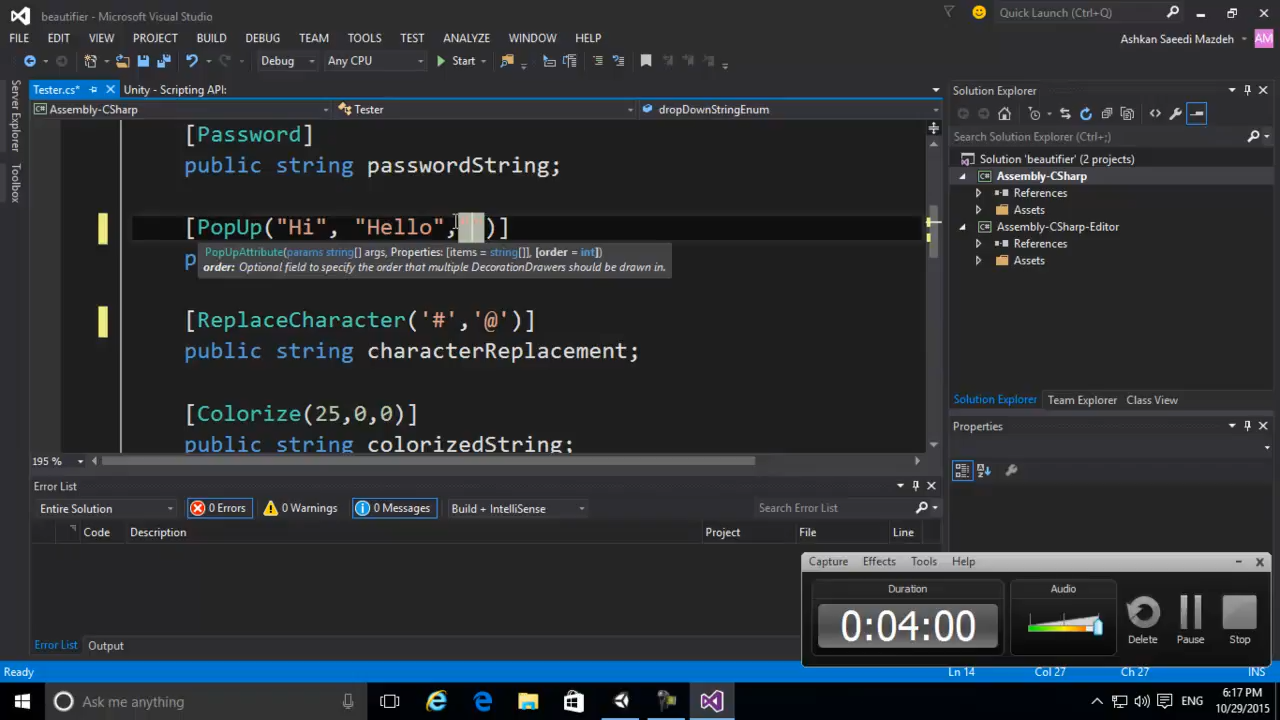 beautifier - Microsoft Visual Studio
Quick Launch (Ctrl+Q)
FILE EDIT VIEW PROJECT BUILD DEBUG TEAM TOOLS TEST ANALYZE WINDOW HELP
Ashkan Saeedi Mazdeh AM
Debug Any CPU Start
Server Explorer
Toolbox
Tester.cs* Unity - Scripting API:
Assembly-CSharp Tester dropDownStringEnum
[Password]
public string passwordString;
[PopUp("Hi", "Hello","")]
PopUpAttribute(params string[] args, Properties: [items = string[]], [order = int])
order: Optional field to specify the order that multiple DecorationDrawers should be drawn in.
p
[ReplaceCharacter('#','@')]
public string characterReplacement;
[Colorize(25,0,0)]
public string colorizedString;
195 %
Solution Explorer
Search Solution Explorer (Ctrl+;)
Solution 'beautifier' (2 projects)
Assembly-CSharp
References
Assets
Assembly-CSharp-Editor
References
Assets
Solution Explorer Team Explorer Class View
Properties
Error List
Entire Solution 0 Errors 0 Warnings 0 Messages Build + IntelliSense Search Error List
Code Description Project File Line
Error List Output
Capture Effects Tools Help
Duration Audio
0:04:00
Delete Pause Stop
Ready Ln 14 Col 27 Ch 27 INS
Ask me anything
ENG
6:17 PM
10/29/2015